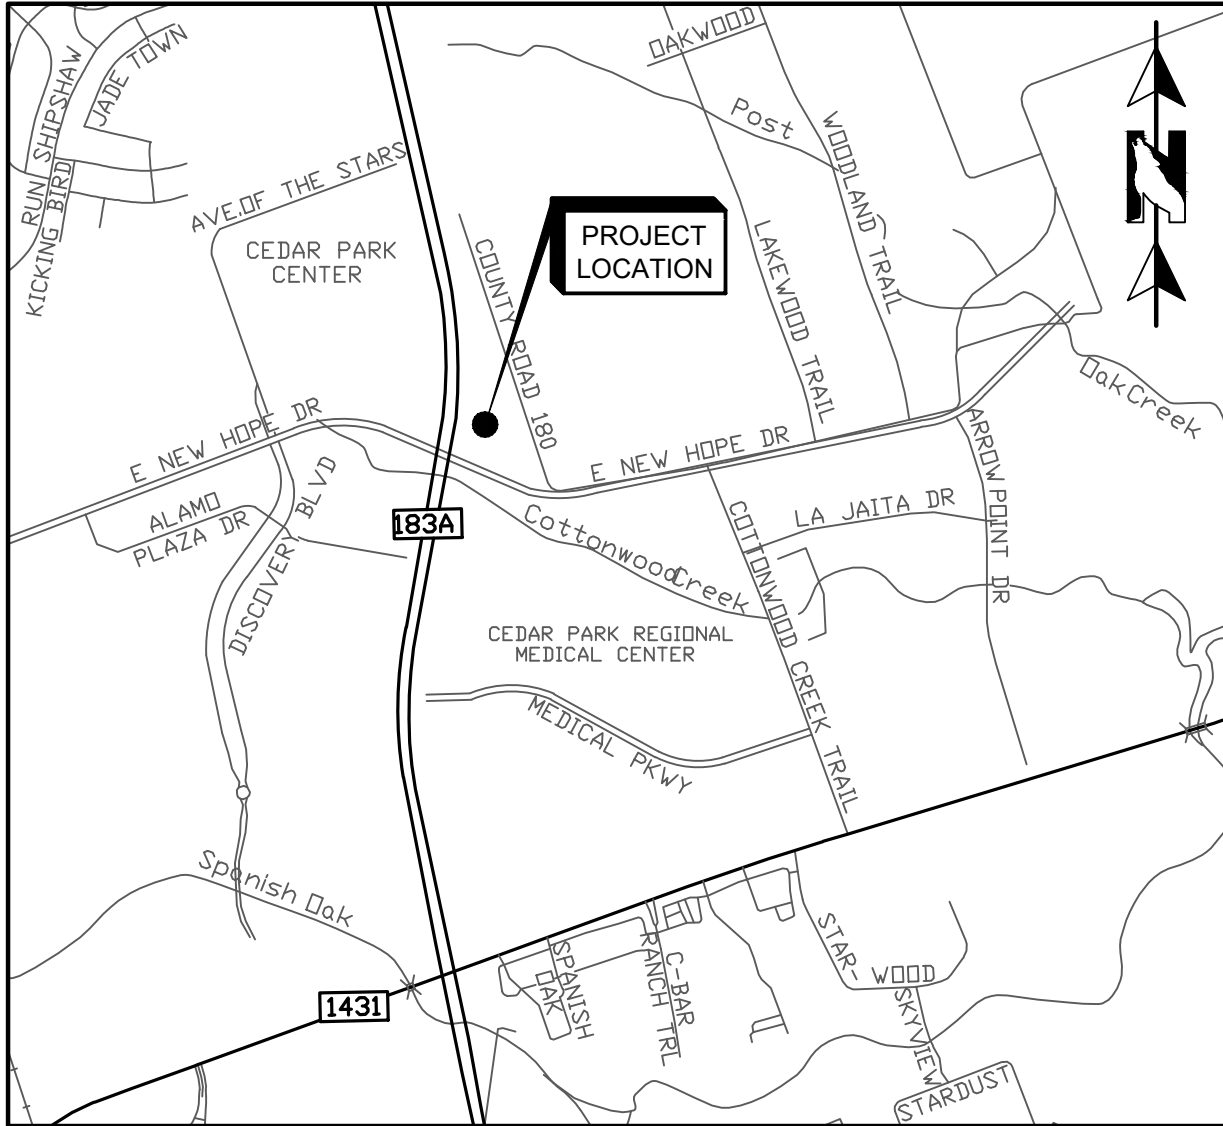 OAKWOOD
RUN SHIPSHAW
JADE TOWN
KICKING BIRD
Post
WOODLAND TRAIL
N
AVE.OF THE STARS
CEDAR PARK
CENTER
PROJECT
LOCATION
COUNTY ROAD 180
LAKEWOOD TRAIL
Oak Creek
E NEW HOPE DR
E NEW HOPE DR
ARROWPOINT DR
ALAMO
PLAZA DR
DISCOVERY BLVD
183A
Cottonwood Creek
LA JAITA DR
COTTONWOOD CREEK TRAIL
CEDAR PARK REGIONAL
MEDICAL CENTER
MEDICAL PKWY
Spanish Oak
1431
SPANISH
OAK
C-BAR
RANCH TRL
STAR-
WOOD
SKYVIEW
STARDUST